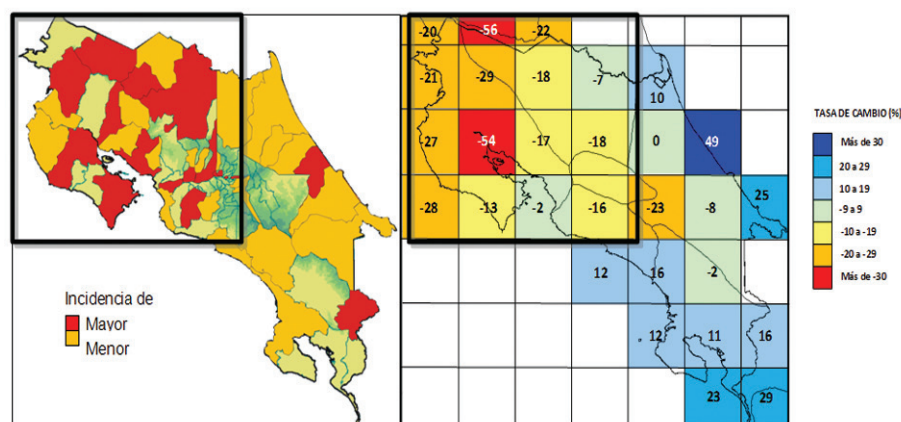 Incidencia de
Mayor
Menor
-20 -56 -22
-21 -29 -18 -7 10
27 -54 -17 -18 0 49
-28 -13 -2 -16 -23 -8 25
12 16 -2
12 11 16
23 29
TASA DE CAMBIO (%)
Más de 30
20 a 29
10 a 19
-9 a 9
-10 a -19
-20 a -29
Más de -30